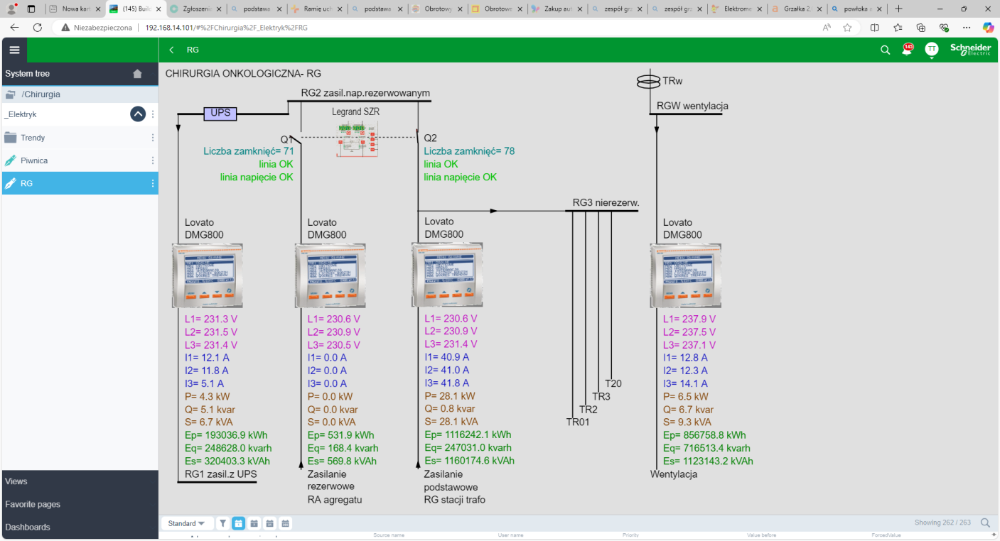 Nowa kart
(145) Build
Zgłoszenie
podstawa
Ramię uch
podstawa
Obrotowy
Obrotowe
Zakup aut
zespół grz
zespół grz
Elektrome
Grzałka 2,
powłoka
Niezabezpieczona
192.168.14.101/#%2FChirurgia%2F_Elektryk%2FRG
RG
145
TT
Schneider
Electric
System tree
/Chirurgia
_Elektryk
Trendy
Piwnica
RG
Views
Favorite pages
Dashboards
CHIRURGIA ONKOLOGICZNA- RG
RG2 zasil.nap.rezerwowanym
UPS
Legrand SZR
TRw
RGW wentylacja
Q1
Liczba zamknięć= 71
linia OK
linia napięcie OK
Q2
Liczba zamknięć= 78
linia OK
linia napięcie OK
RG3 nierezerw.
T20
TR3
TR2
TR01
Lovato
DMG800
L1= 231.3 V
L2= 231.5 V
L3= 231.4 V
I1= 12.1 A
I2= 11.8 A
I3= 5.1 A
P= 4.3 kW
Q= 5.1 kvar
S= 6.7 kVA
Ep= 193036.9 kWh
Eq= 248628.0 kvarh
Es= 320403.3 kVAh
RG1 zasil.z UPS
Lovato
DMG800
L1= 230.6 V
L2= 230.9 V
L3= 230.5 V
I1= 0.0 A
I2= 0.0 A
I3= 0.0 A
P= 0.0 kW
Q= 0.0 kvar
S= 0.0 kVA
Ep= 531.9 kWh
Eq= 168.4 kvarh
Es= 569.8 kVAh
Zasilanie
rezerwowe
RA agregatu
Lovato
DMG800
L1= 230.6 V
L2= 230.9 V
L3= 231.4 V
I1= 40.9 A
I2= 41.0 A
I3= 41.8 A
P= 28.1 kW
Q= 0.8 kvar
S= 28.1 kVA
Ep= 1116242.1 kWh
Eq= 247031.0 kvarh
Es= 1160174.6 kVAh
Zasilanie
podstawowe
RG stacji trafo
Lovato
DMG800
L1= 237.9 V
L2= 237.5 V
L3= 237.1 V
I1= 12.8 A
I2= 12.3 A
I3= 14.1 A
P= 6.5 kW
Q= 6.7 kvar
S= 9.3 kVA
Ep= 856758.8 kWh
Eq= 716513.4 kvarh
Es= 1123143.2 kVAh
Wentylacja
Standard
Showing 262 / 263
Source name
User name
Priority
Value before
ForcedValue